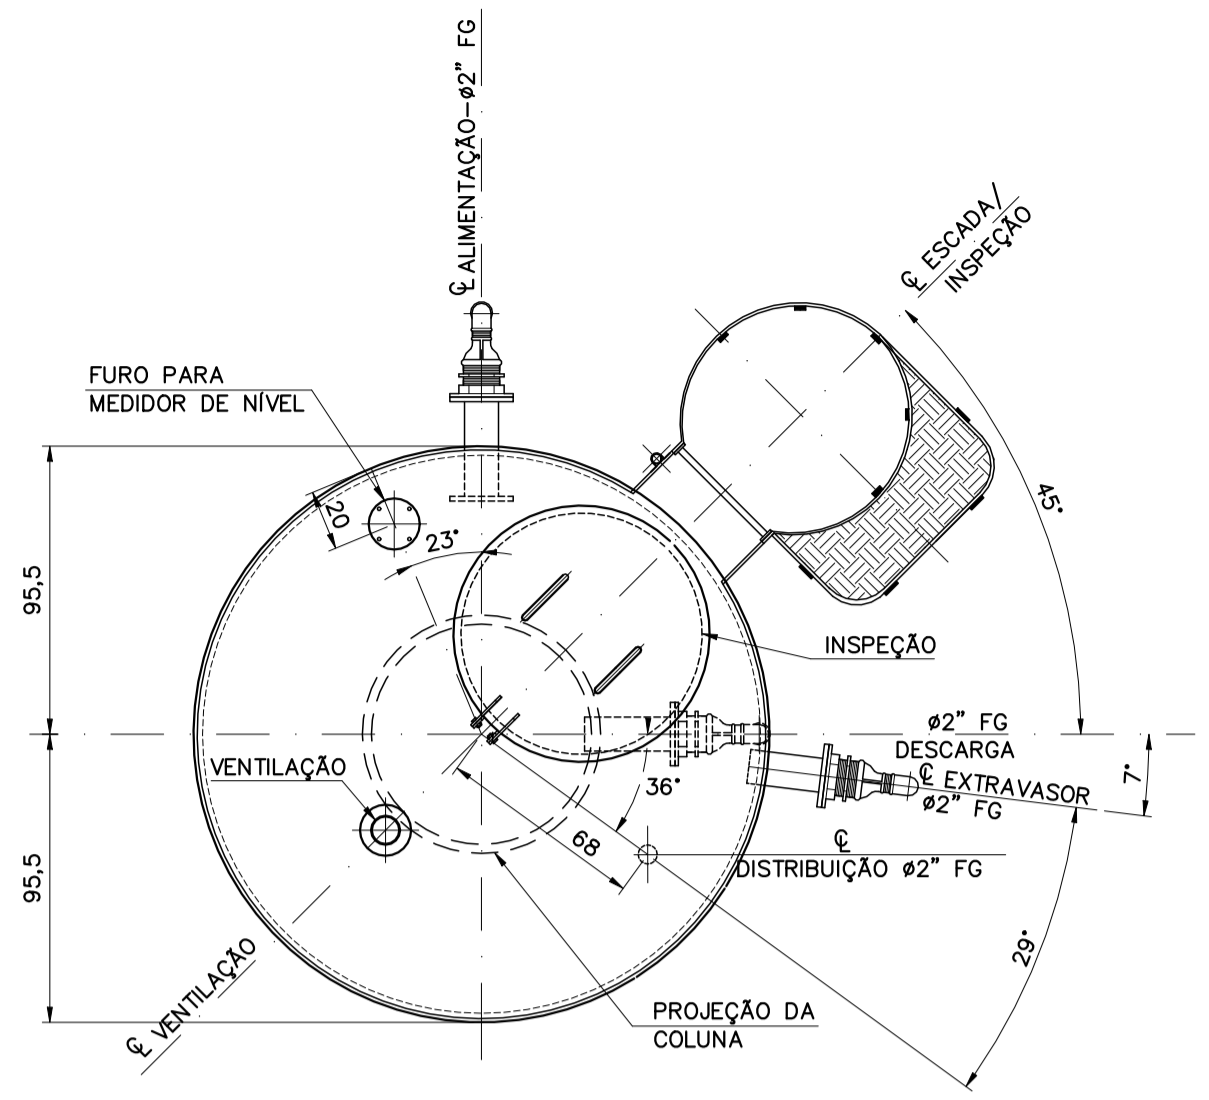 ℄ ALIMENTAÇÃO-ø2" FG
℄ ESCADA/
INSPEÇÃO
FURO PARA
MEDIDOR DE NÍVEL
20
23°
45°
95,5
INSPEÇÃO
ø2" FG
DESCARGA
℄ EXTRAVASOR
ø2" FG
7°
VENTILAÇÃO
36°
68
℄
DISTRIBUIÇÃO ø2" FG
95,5
29°
℄ VENTILAÇÃO
PROJEÇÃO DA
COLUNA